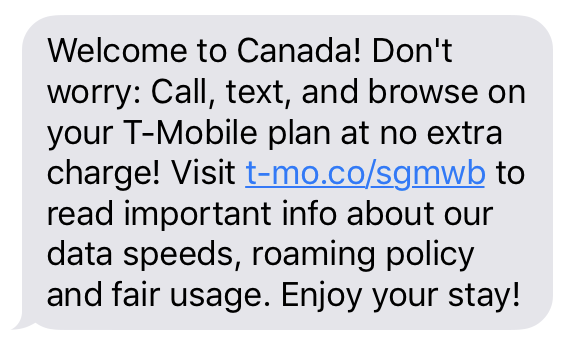 Welcome to Canada! Don't
worry: Call, text, and browse on
your T-Mobile plan at no extra
charge! Visit t-mo.co/sgmwb to
read important info about our
data speeds, roaming policy
and fair usage. Enjoy your stay!